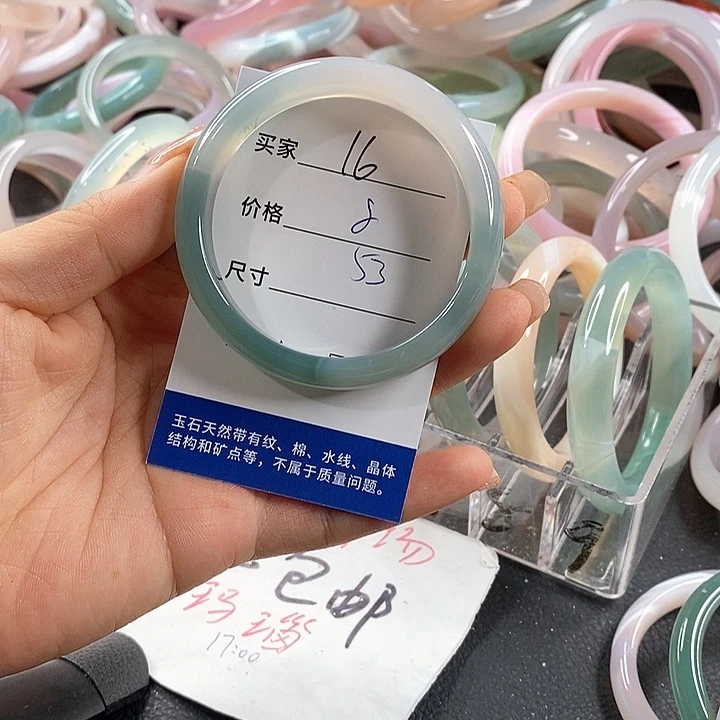 买家 16
价格 8
尺寸 53
玉石天然带有纹、棉、水线、晶体
结构和矿点等，不属于质量问题。
包邮
玛瑙
17:00